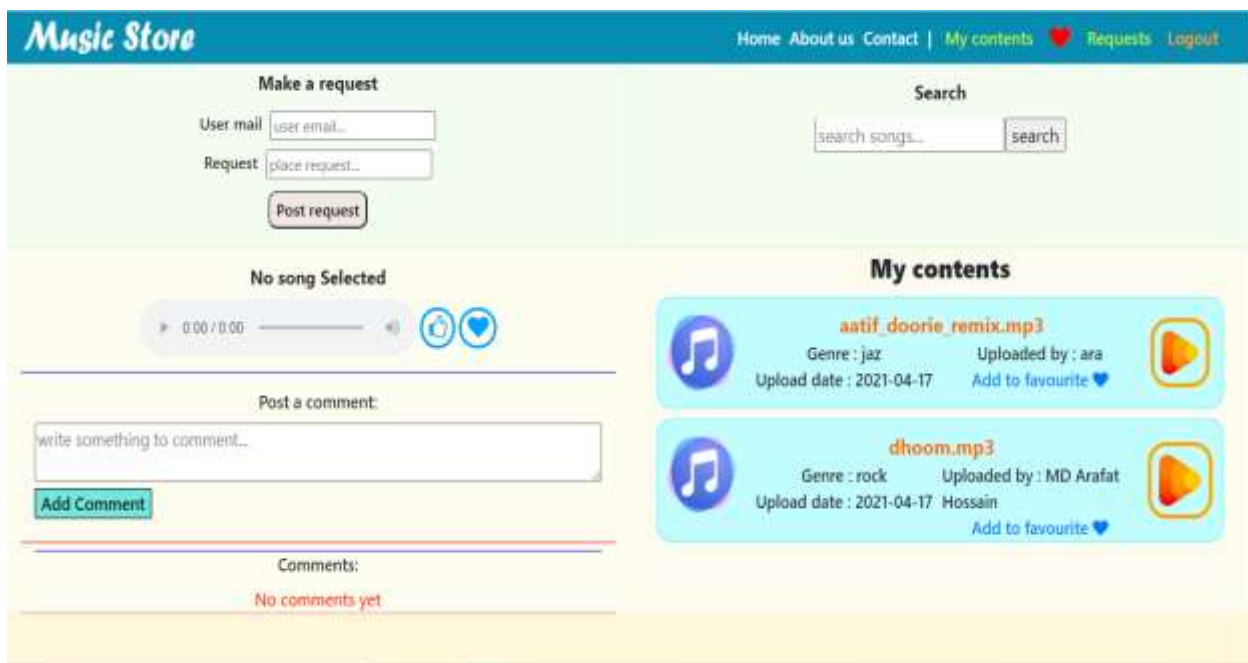 Music Store
Home About us Contact | My contents Requests Logout
Make a request
User mail user email...
Request place request...
Post request
Search
search songs... search
No song Selected
0:00 / 0:00
Post a comment:
write something to comment...
Add Comment
Comments:
No comments yet
My contents
aatif_doorie_remix.mp3
Genre : jaz Uploaded by : ara
Upload date : 2021-04-17 Add to favourite
dhoom.mp3
Genre : rock Uploaded by : MD Arafat
Upload date : 2021-04-17 Hossain
Add to favourite